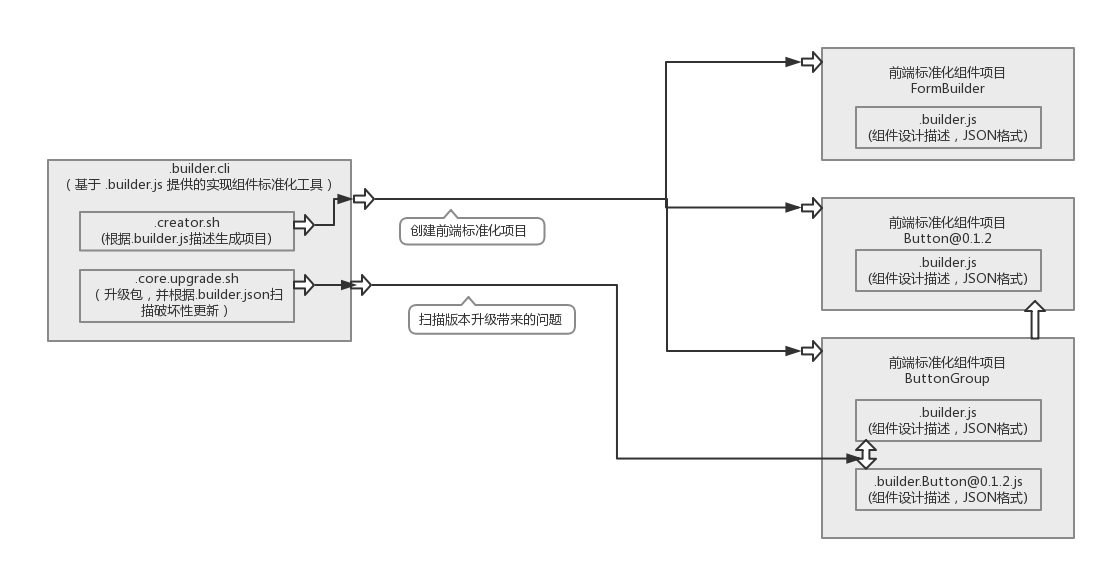 .builder.cli
（基于 .builder.js 提供的实现组件标准化工具）
.creator.sh
(根据.builder.js描述生成项目)
.core.upgrade.sh
（升级包，并根据.builder.json扫
描破坏性更新）
创建前端标准化项目
扫描版本升级带来的问题
前端标准化组件项目
FormBuilder
.builder.js
(组件设计描述，JSON格式)
前端标准化组件项目
Button@0.1.2
.builder.js
(组件设计描述，JSON格式)
前端标准化组件项目
ButtonGroup
.builder.js
(组件设计描述，JSON格式)
.builder.Button@0.1.2.js
(组件设计描述，JSON格式)